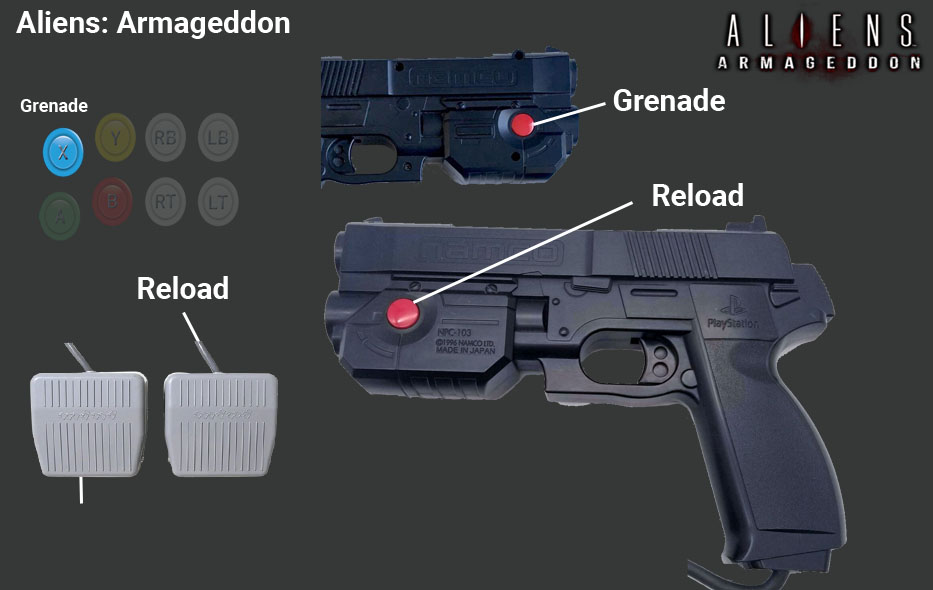 Aliens: Armageddon
ALIENS
ARMAGEDDON
Grenade
X
Y
RB
LB
A
B
RT
LT
namco
Grenade
Reload
namco
NPC-103
©1996 NAMCO LTD.
MADE IN JAPAN
PlayStation
Reload